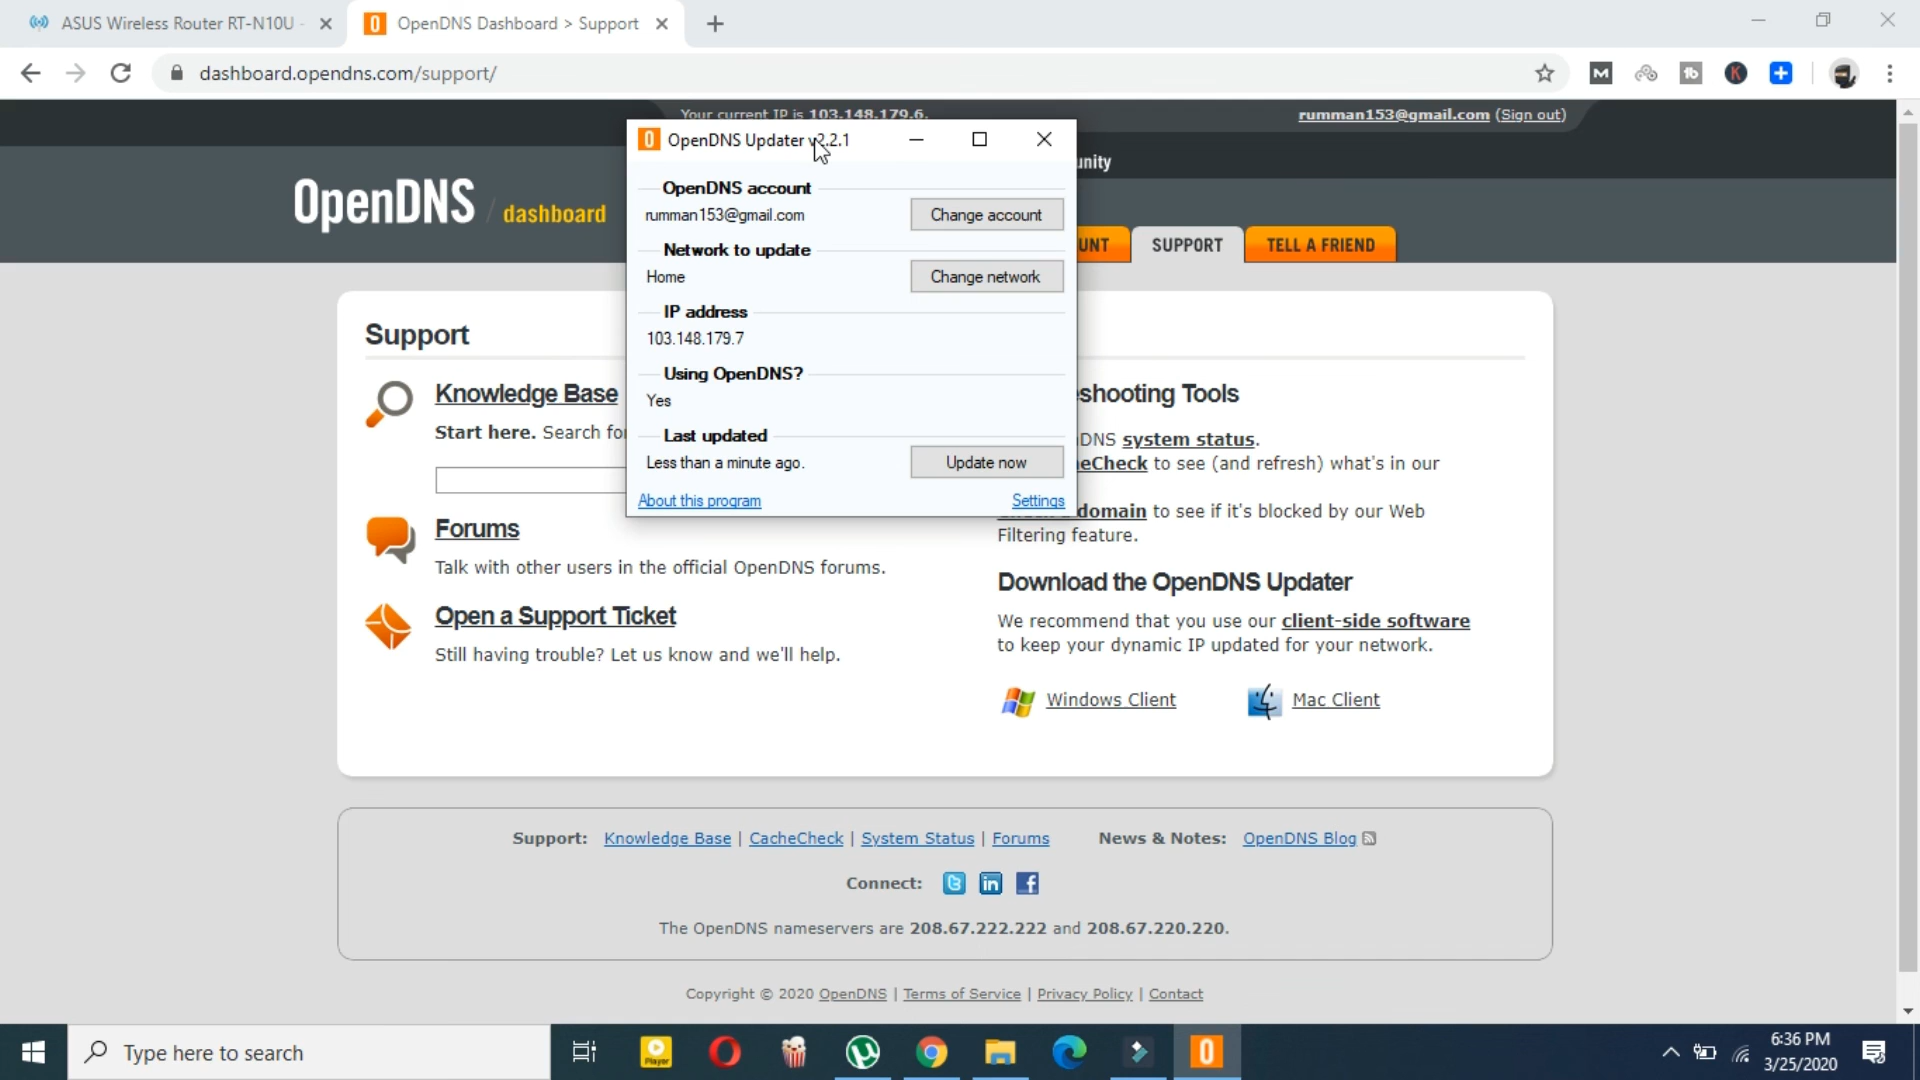 ASUS Wireless Router RT-N10U -
OpenDNS Dashboard > Support
dashboard.opendns.com/support/
Your current IP is 103.148.179.6.
rumman153@gmail.com (Sign out)
OpenDNS / dashboard
unity
UNT
SUPPORT
TELL A FRIEND
OpenDNS Updater v2.2.1
OpenDNS account
rumman153@gmail.com
Change account
Network to update
Home
Change network
IP address
103.148.179.7
Using OpenDNS?
Yes
Last updated
Less than a minute ago.
Update now
About this program
Settings
Support
Knowledge Base
Start here. Search for
Forums
Talk with other users in the official OpenDNS forums.
Open a Support Ticket
Still having trouble? Let us know and we'll help.
shooting Tools
DNS system status.
eCheck to see (and refresh) what's in our
domain to see if it's blocked by our Web
Filtering feature.
Download the OpenDNS Updater
We recommend that you use our client-side software
to keep your dynamic IP updated for your network.
Windows Client
Mac Client
Support: Knowledge Base | CacheCheck | System Status | Forums
News & Notes: OpenDNS Blog
Connect:
The OpenDNS nameservers are 208.67.222.222 and 208.67.220.220.
Copyright © 2020 OpenDNS | Terms of Service | Privacy Policy | Contact
Type here to search
Player
6:36 PM
3/25/2020